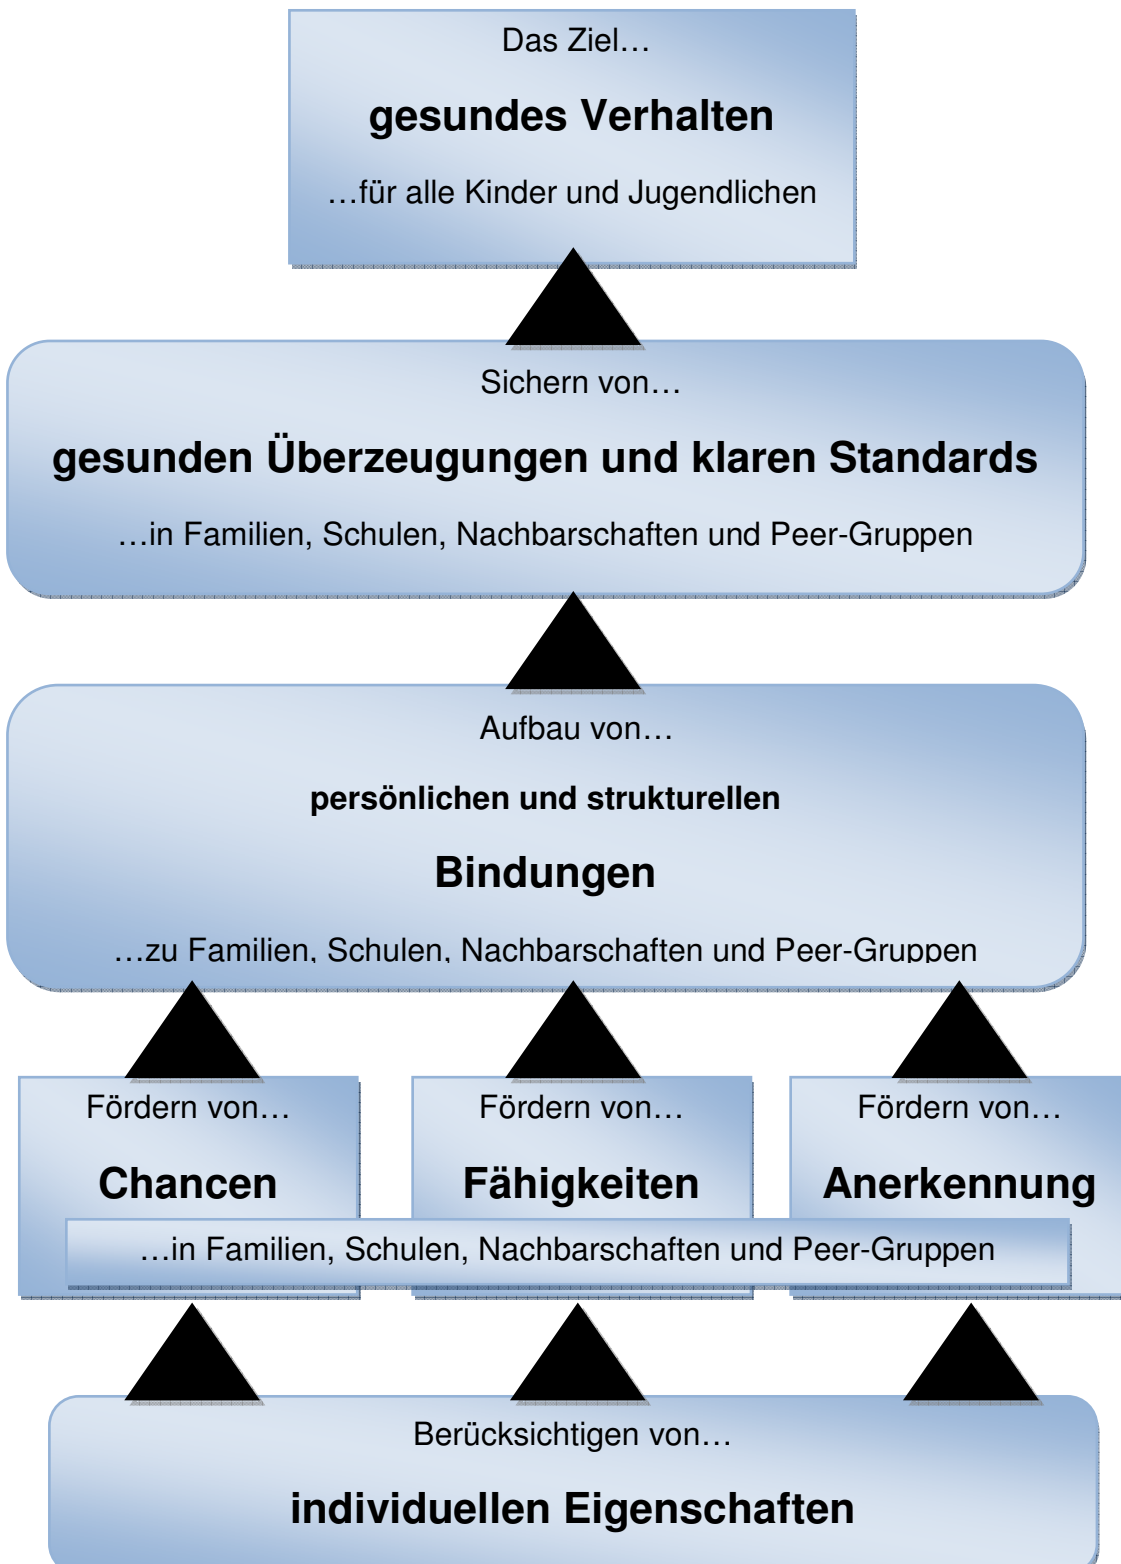 Das Ziel…
gesundes Verhalten
…für alle Kinder und Jugendlichen
Sichern von…
gesunden Überzeugungen und klaren Standards
…in Familien, Schulen, Nachbarschaften und Peer-Gruppen
Aufbau von…
persönlichen und strukturellen
Bindungen
…zu Familien, Schulen, Nachbarschaften und Peer-Gruppen
Fördern von…
Chancen
Fördern von…
Fähigkeiten
Fördern von…
Anerkennung
…in Familien, Schulen, Nachbarschaften und Peer-Gruppen
Berücksichtigen von…
individuellen Eigenschaften